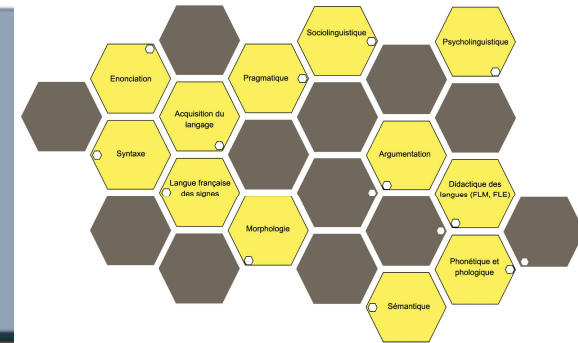 Sociolinguistique
Psycholinguistique
Enonciation
Pragmatique
Acquisition du
langage
Syntaxe
Argumentation
Langue française
des signes
Didactique des
langues (FLM, FLE)
Morphologie
Phonétique et
phologique
Sémantique